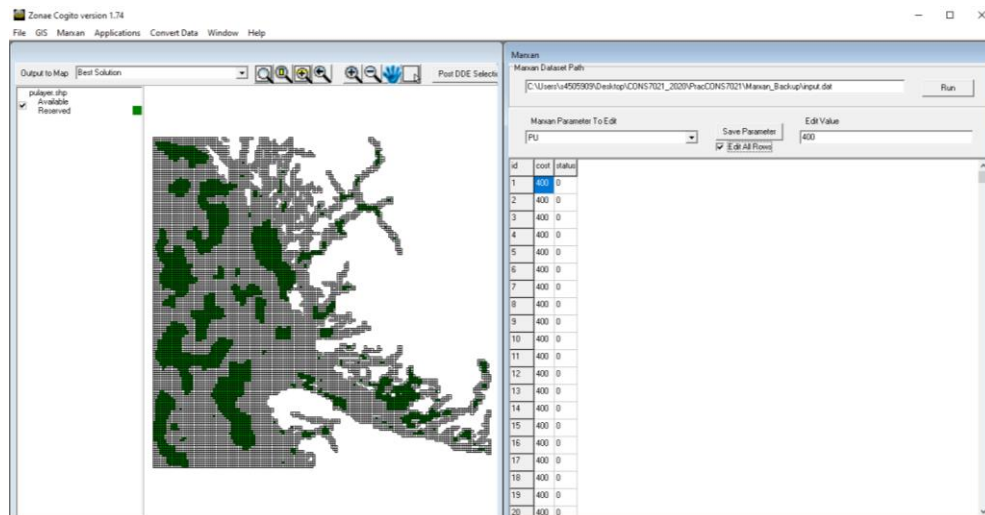 Zonae Cogito version 1.74
File GIS Marxan Applications Convert Data Window Help
Output to Map Best Solution
Post DDE Selectio
pulayer.shp
Available
Reserved
Marxan
Marxan Dataset Path
C:\Users\s4505909\Desktop\CONS7021_2020\PracCONS7021\Marxan_Backup\input.dat
Run
Marxan Parameter To Edit
Edit Value
PU
Save Parameter
400
Edit All Rows
id cost status
1 400 0
2 400 0
3 400 0
4 400 0
5 400 0
6 400 0
7 400 0
8 400 0
9 400 0
10 400 0
11 400 0
12 400 0
13 400 0
14 400 0
15 400 0
16 400 0
17 400 0
18 400 0
19 400 0
20 400 0